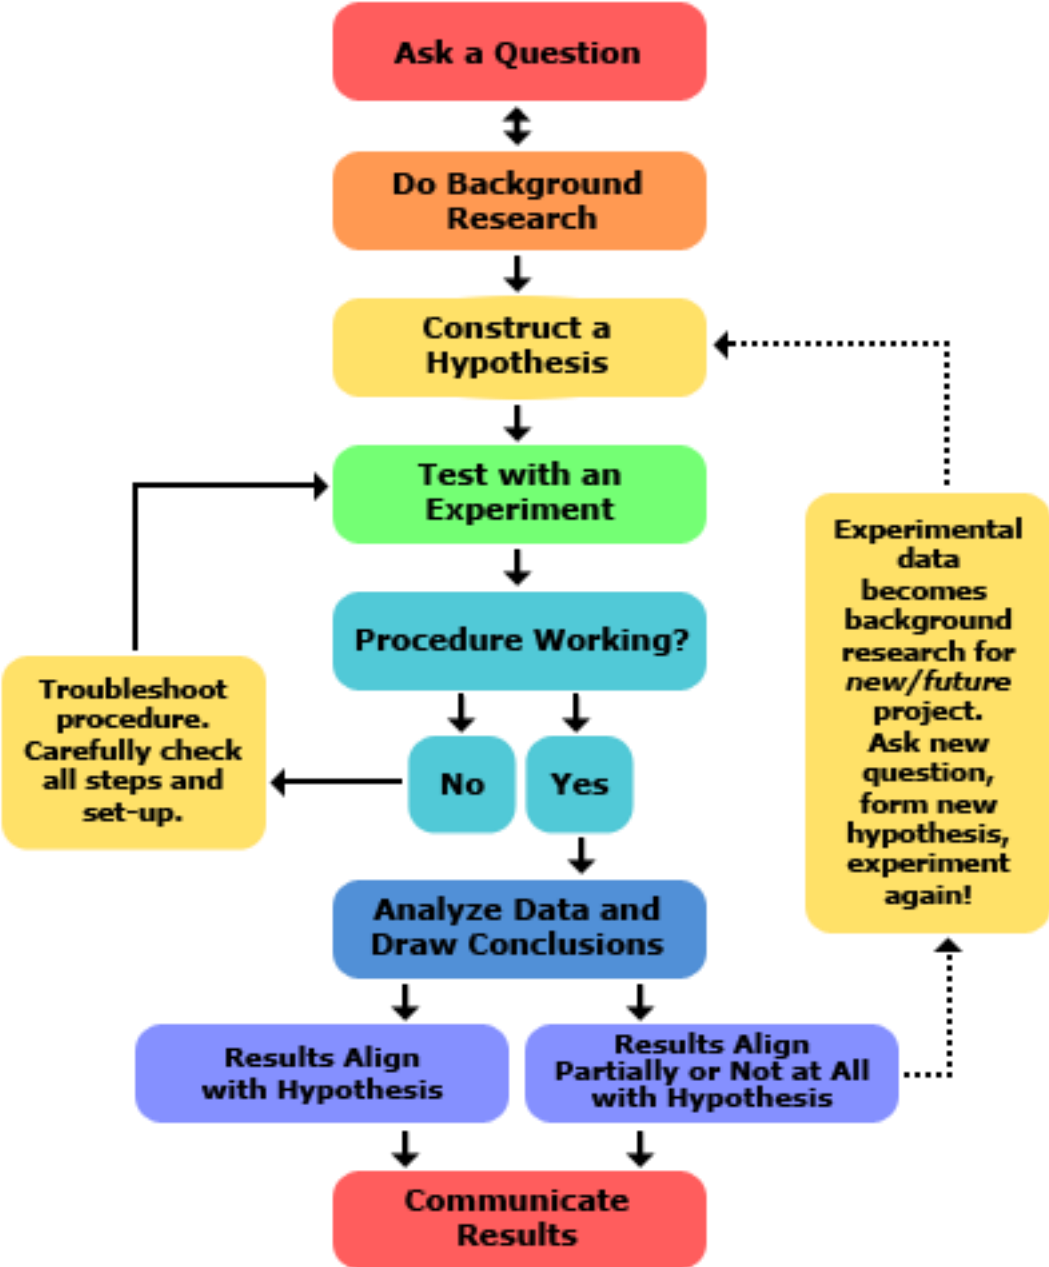 Ask a Question
Do Background
Research
Construct a
Hypothesis
Test with an
Experiment
Procedure Working?
No
Yes
Troubleshoot
procedure.
Carefully check
all steps and
set-up.
Experimental
data
becomes
background
research for
new/future
project.
Ask new
question,
form new
hypothesis,
experiment
again!
Analyze Data and
Draw Conclusions
Results Align
with Hypothesis
Results Align
Partially or Not at All
with Hypothesis
Communicate
Results